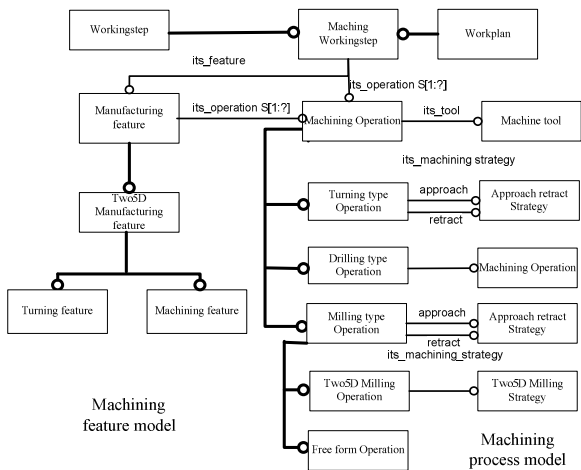 Workingstep
Maching
Workingstep
Workplan
its_feature
its_operation S[1:?]
Manufacturing
feature
its_operation S[1:?]
Machining Operation
its_tool
Machine tool
its_machining strategy
Two5D
Manufacturing
feature
Turning type
Operation
approach
retract
Approach retract
Strategy
Drilling type
Operation
Machining Operation
Turning feature
Machining feature
Milling type
Operation
approach
retract
Approach retract
Strategy
its_machining_strategy
Two5D Milling
Operation
Two5D Milling
Strategy
Free form Operation
Machining
feature model
Machining
process model